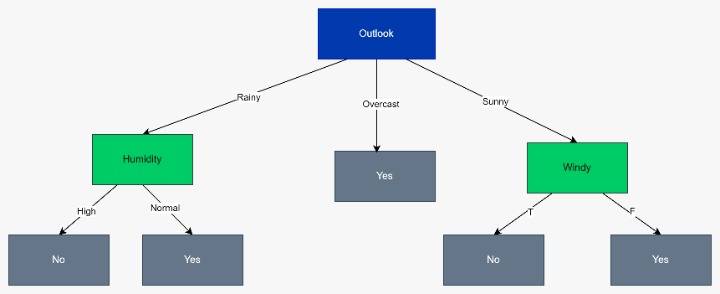 Outlook
Rainy
Overcast
Sunny
Humidity
Yes
Windy
High
Normal
T
F
No
Yes
No
Yes